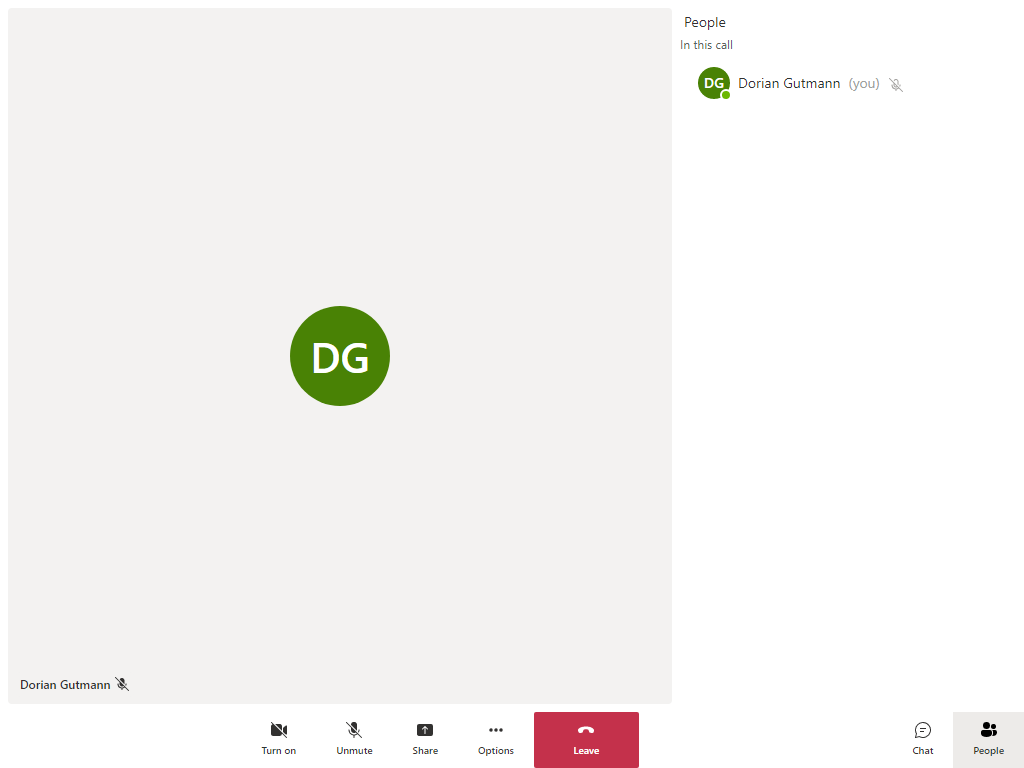 People
In this call
DG Dorian Gutmann (you)
DG
Dorian Gutmann
Turn on Unmute Share Options Leave Chat People